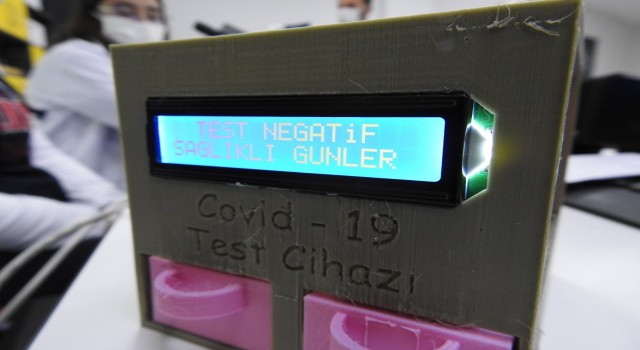 TEST NEGATiF
SAGLIKLI GUNLER
Covid - 19
Test Cihazı